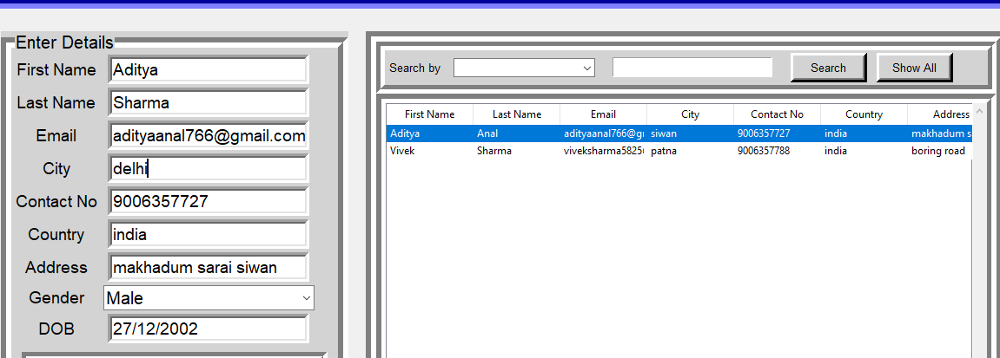 Enter Details
First Name Aditya
Last Name Sharma
Email adityaanal766@gmail.com
City delhi
Contact No 9006357727
Country india
Address makhadum sarai siwan
Gender Male
DOB 27/12/2002
Search by Search Show All
First Name Last Name Email City Contact No Country Address
Aditya Anal adityaanal766@g siwan 9006357727 india makhadum s
Vivek Sharma viveksharma5825 patna 9006357788 india boring road